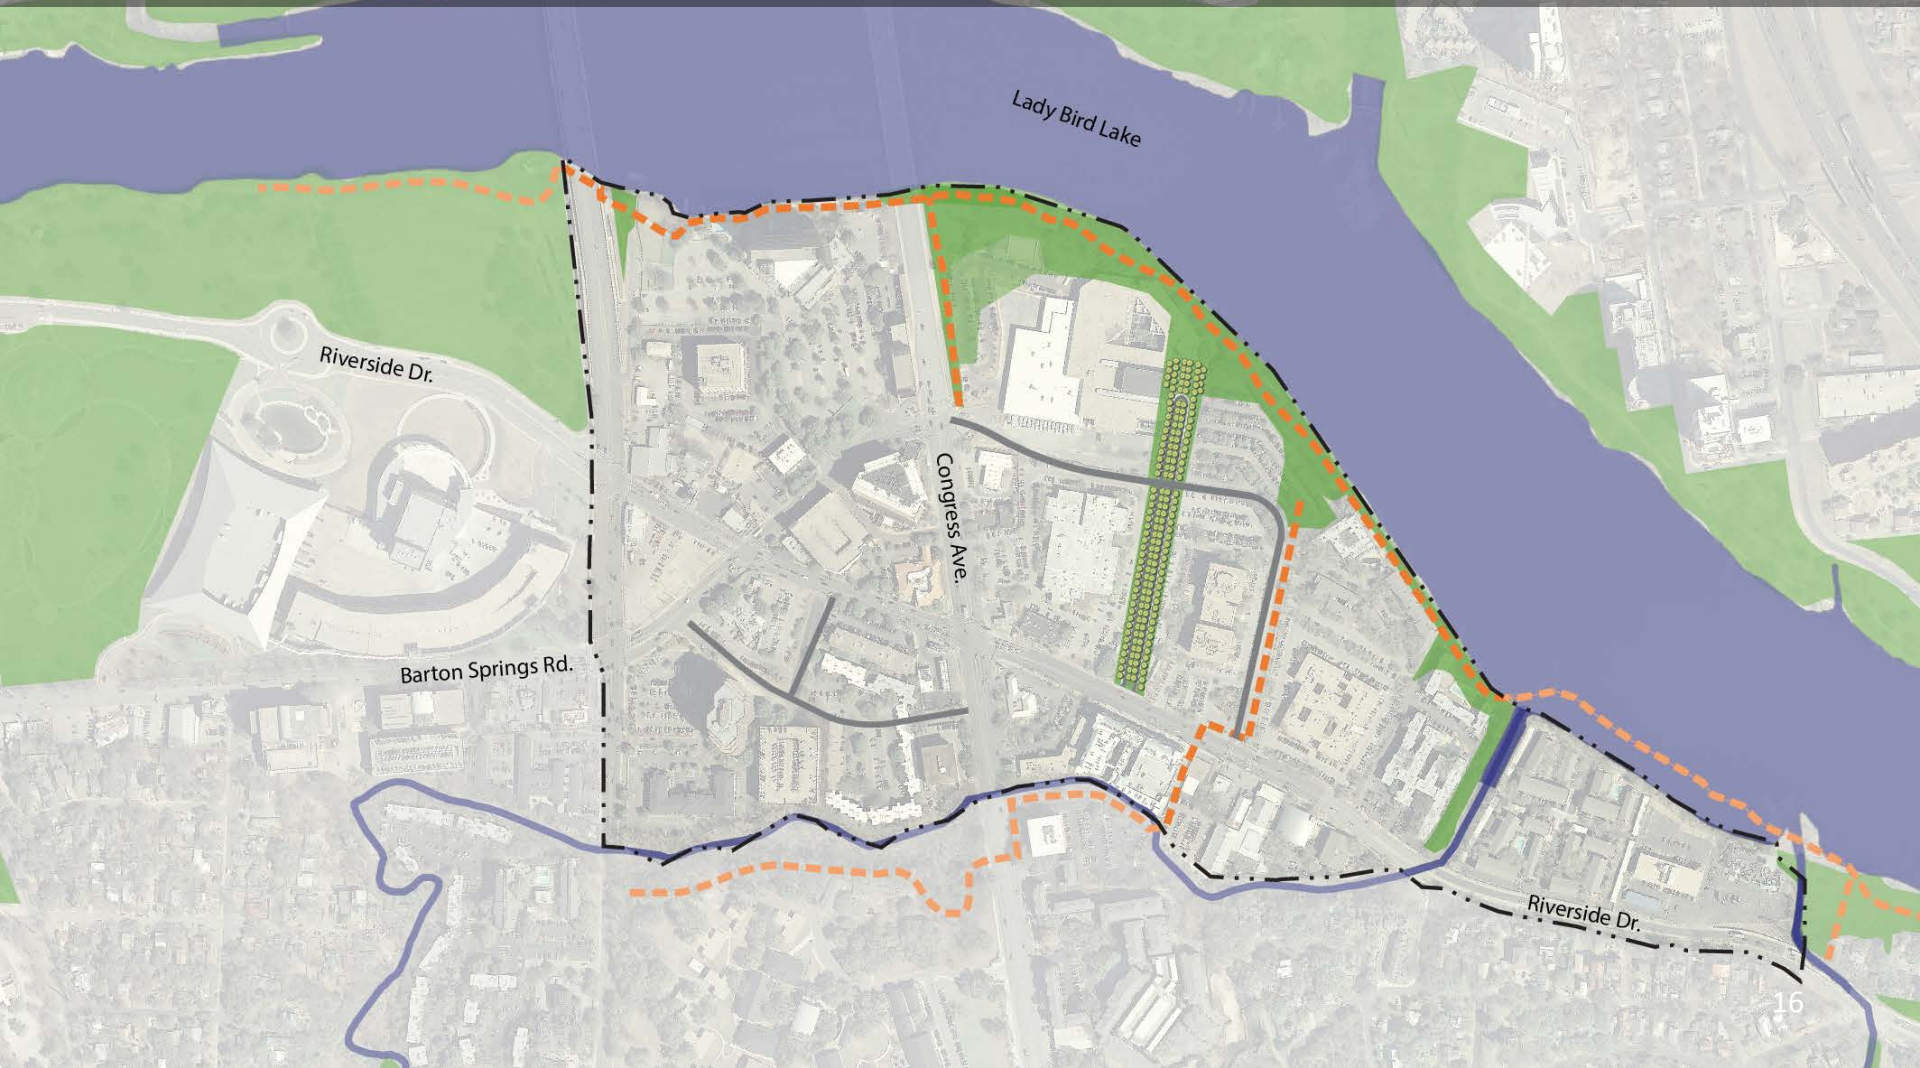 Lady Bird Lake
Riverside Dr.
Congress Ave.
Barton Springs Rd.
Riverside Dr.
16